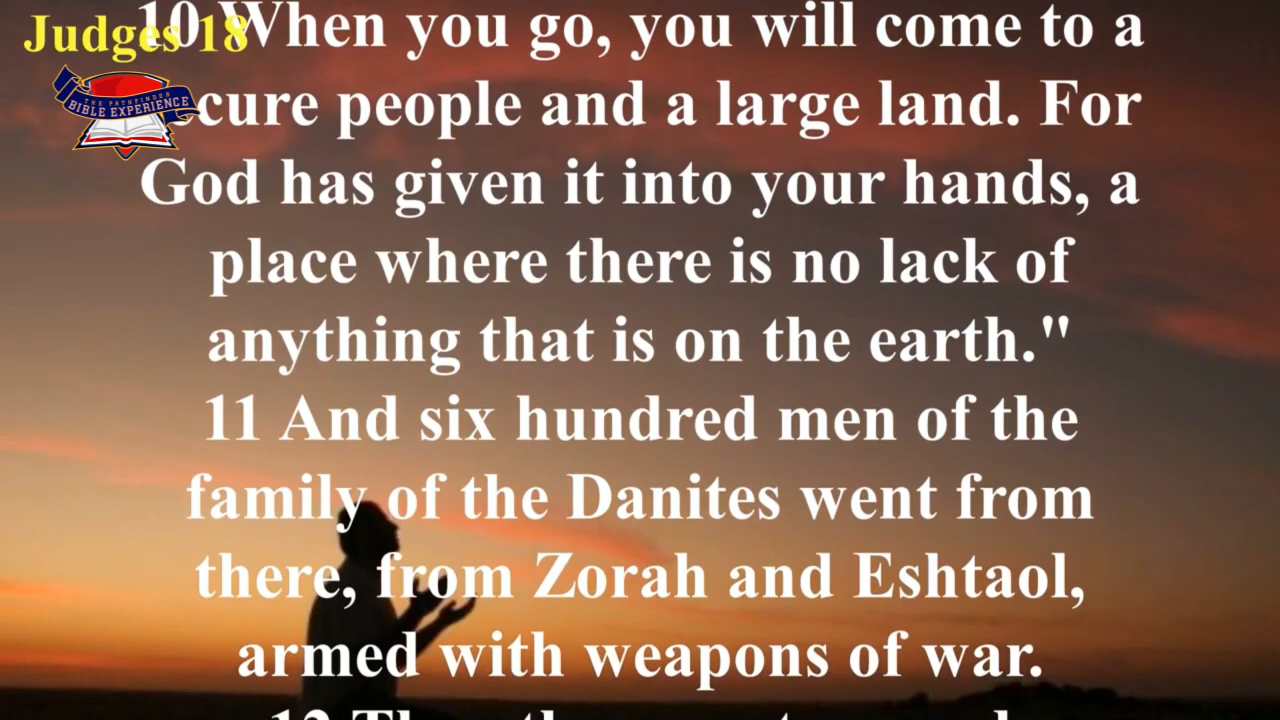 Judges 18
10 When you go, you will come to a
THE PATHFINDER
BIBLE EXPERIENCE
cure people and a large land. For
God has given it into your hands, a
place where there is no lack of
anything that is on the earth."
11 And six hundred men of the
family of the Danites went from
there, from Zorah and Eshtaol,
armed with weapons of war.